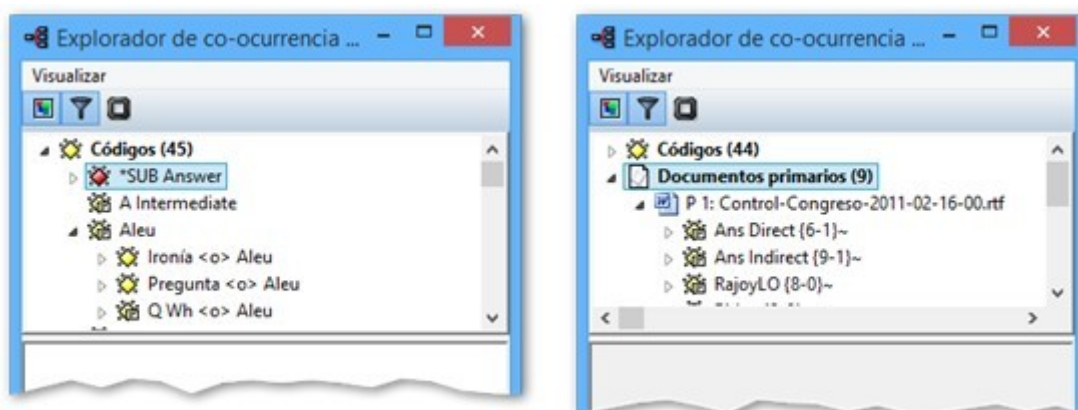 Explorador de co-ocurrencia ...
Visualizar
Códigos (45)
*SUB Answer
A Intermediate
Aleu
Ironía <o> Aleu
Pregunta <o> Aleu
Q Wh <o> Aleu
Explorador de co-ocurrencia ...
Visualizar
Códigos (44)
Documentos primarios (9)
P 1: Control-Congreso-2011-02-16-00.rtf
Ans Direct {6-1}~
Ans Indirect {9-1}~
RajoyLO {8-0}~